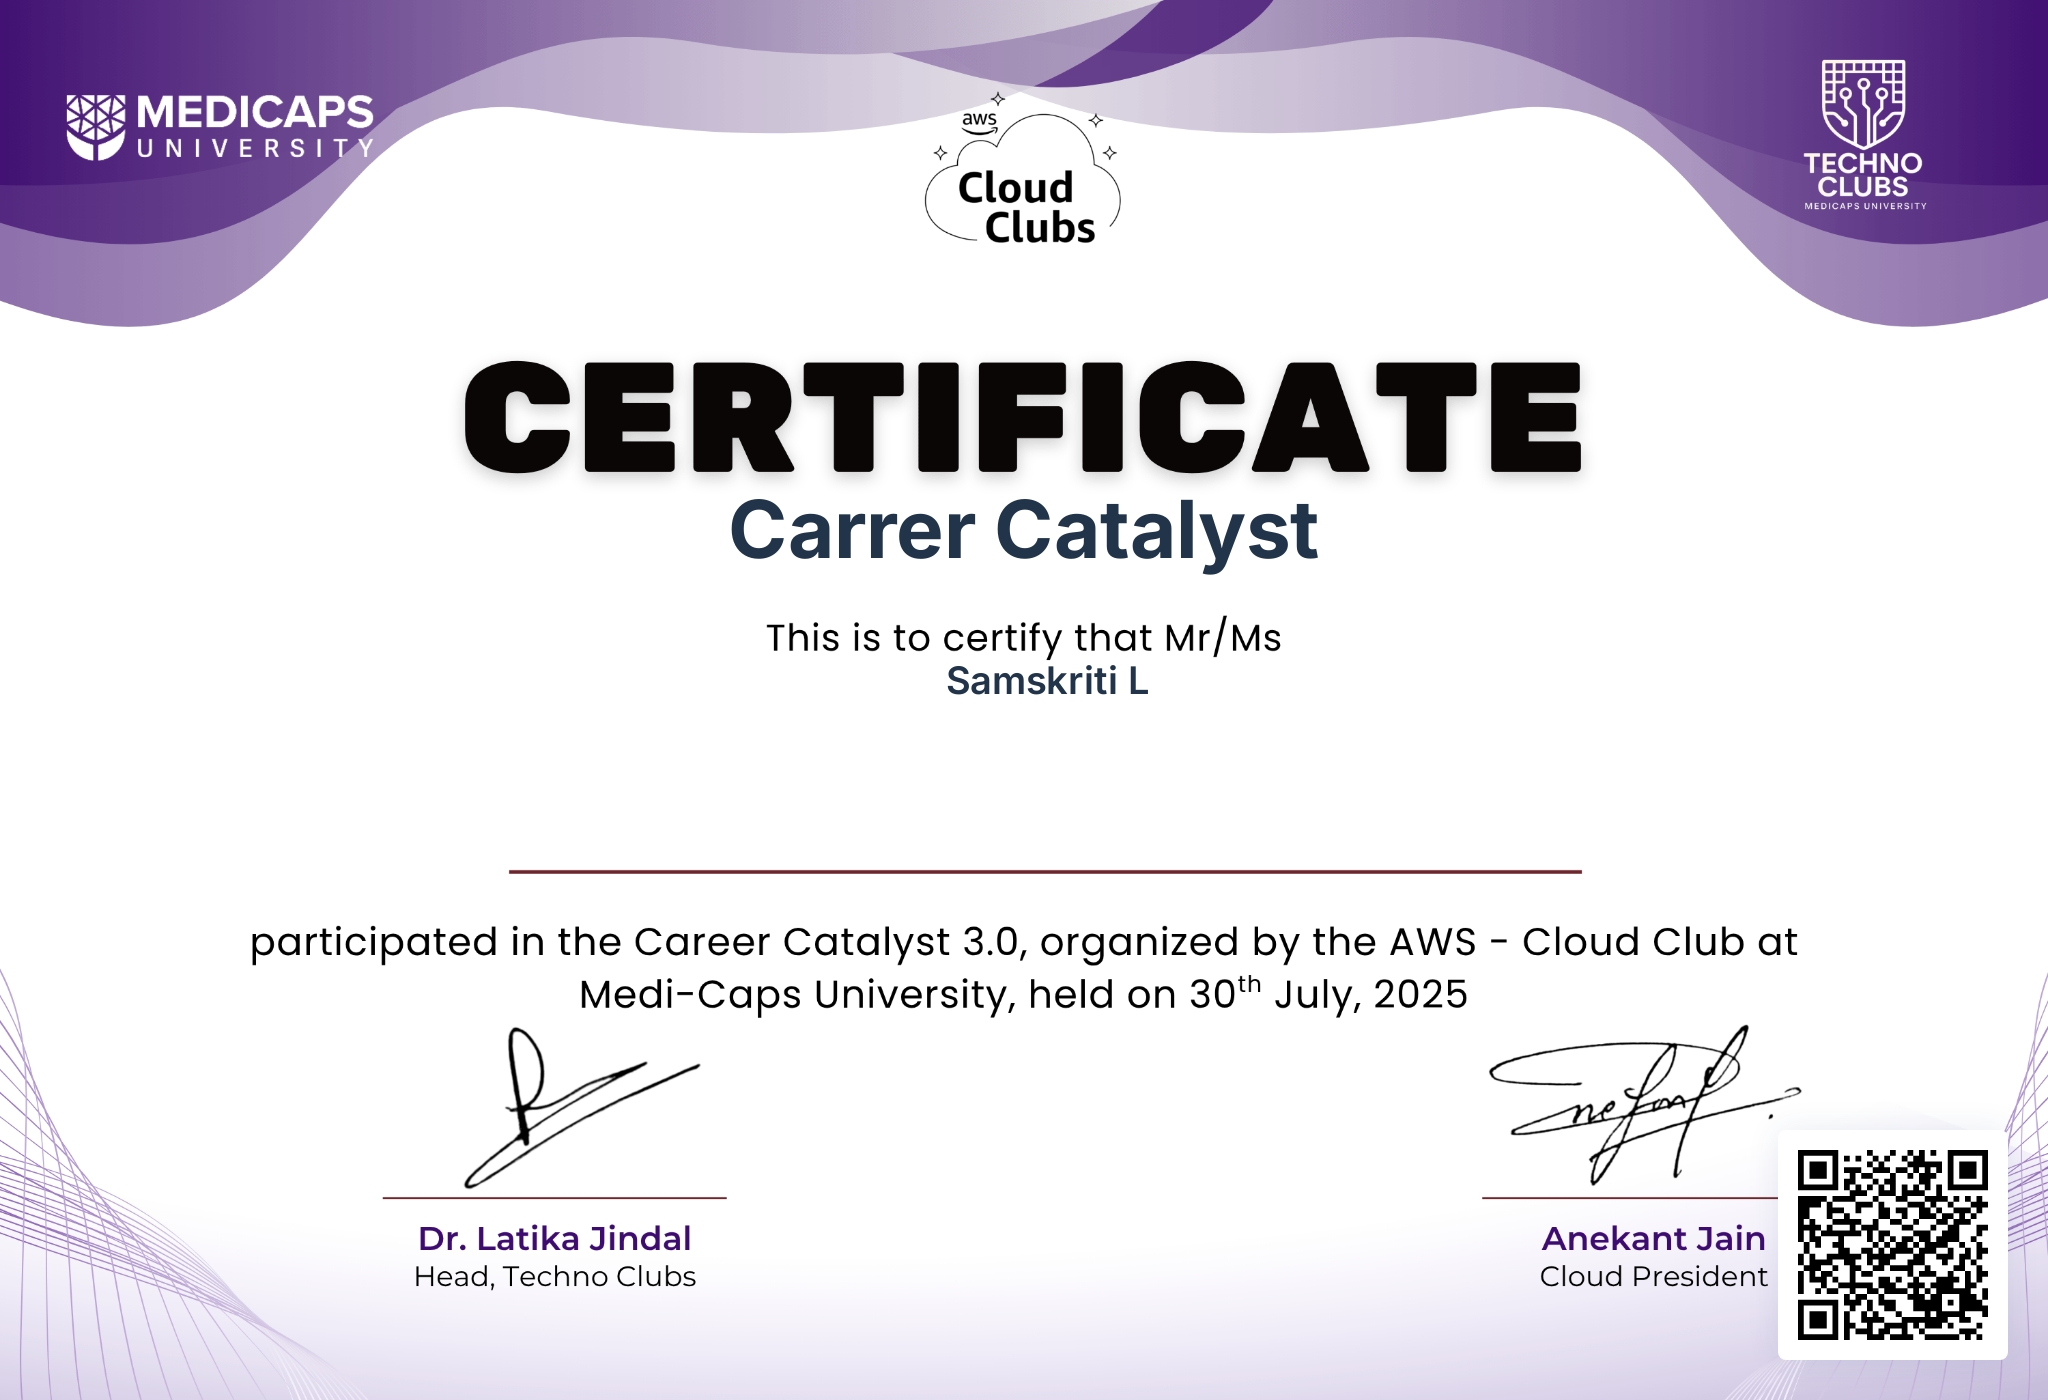 MEDICAPS
UNIVERSITY
aws
Cloud
Clubs
TECHNO
CLUBS
MEDICAPS UNIVERSITY
CERTIFICATE
Carrer Catalyst
This is to certify that Mr/Ms
Samskriti L
participated in the Career Catalyst 3.0, organized by the AWS - Cloud Club at
Medi-Caps University, held on 30th July, 2025
Dr. Latika Jindal
Head, Techno Clubs
Anekant Jain
Cloud President